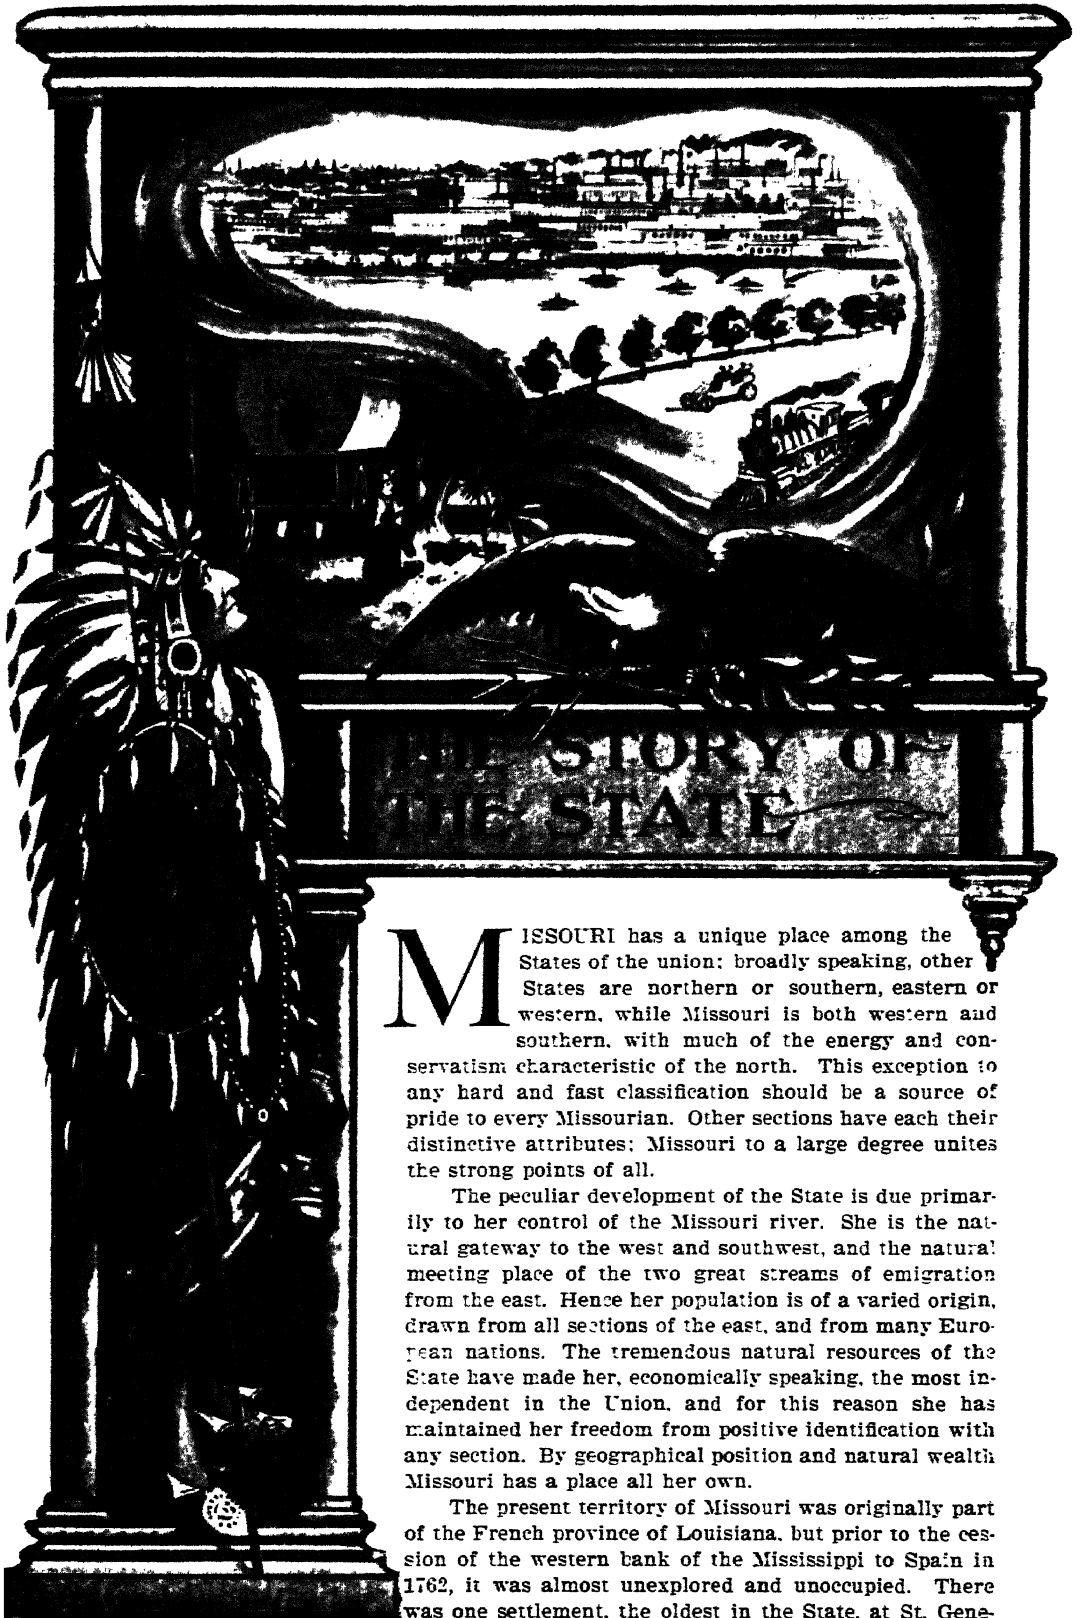 THE STORY OF
THE STATE
MISSOURI has a unique place among the
States of the union; broadly speaking, other
States are northern or southern, eastern or
western, while Missouri is both western and
southern, with much of the energy and con-
servatism characteristic of the north. This exception to
any hard and fast classification should be a source of
pride to every Missourian. Other sections have each their
distinctive attributes; Missouri to a large degree unites
the strong points of all.
The peculiar development of the State is due primar-
ily to her control of the Missouri river. She is the nat-
ural gateway to the west and southwest, and the natural
meeting place of the two great streams of emigration
from the east. Hence her population is of a varied origin,
drawn from all sections of the east, and from many Euro-
pean nations. The tremendous natural resources of the
State have made her, economically speaking, the most in-
dependent in the Union, and for this reason she has
maintained her freedom from positive identification with
any section. By geographical position and natural wealth
Missouri has a place all her own.
The present territory of Missouri was originally part
of the French province of Louisiana, but prior to the ces-
sion of the western bank of the Mississippi to Spain in
1762, it was almost unexplored and unoccupied. There
was one settlement, the oldest in the State, at St. Gene-